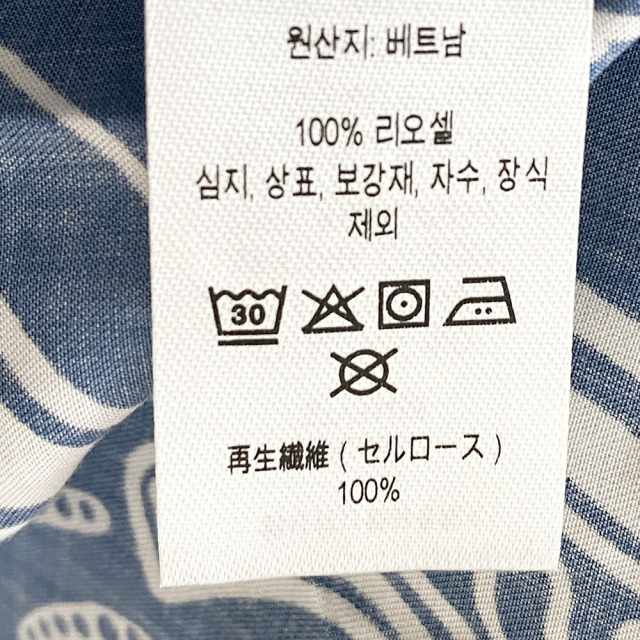 원산지: 베트남
100% 리오셀
심지, 상표, 보강재, 자수, 장식
제외
30
再生繊維 ( セルロース )
100%